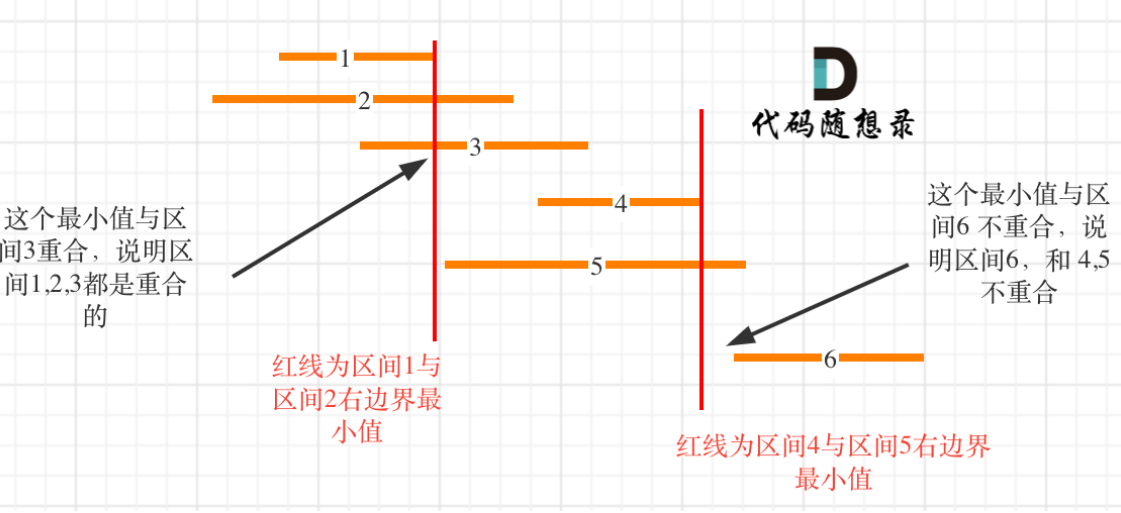 1
2
3
4
5
6
代码随想录
这个最小值与区
间3重合，说明区
间1,2,3都是重合
的
这个最小值与区
间6 不重合，说
明区间6，和 4,5
不重合
红线为区间1与
区间2右边界最
小值
红线为区间4与区间5右边界
最小值